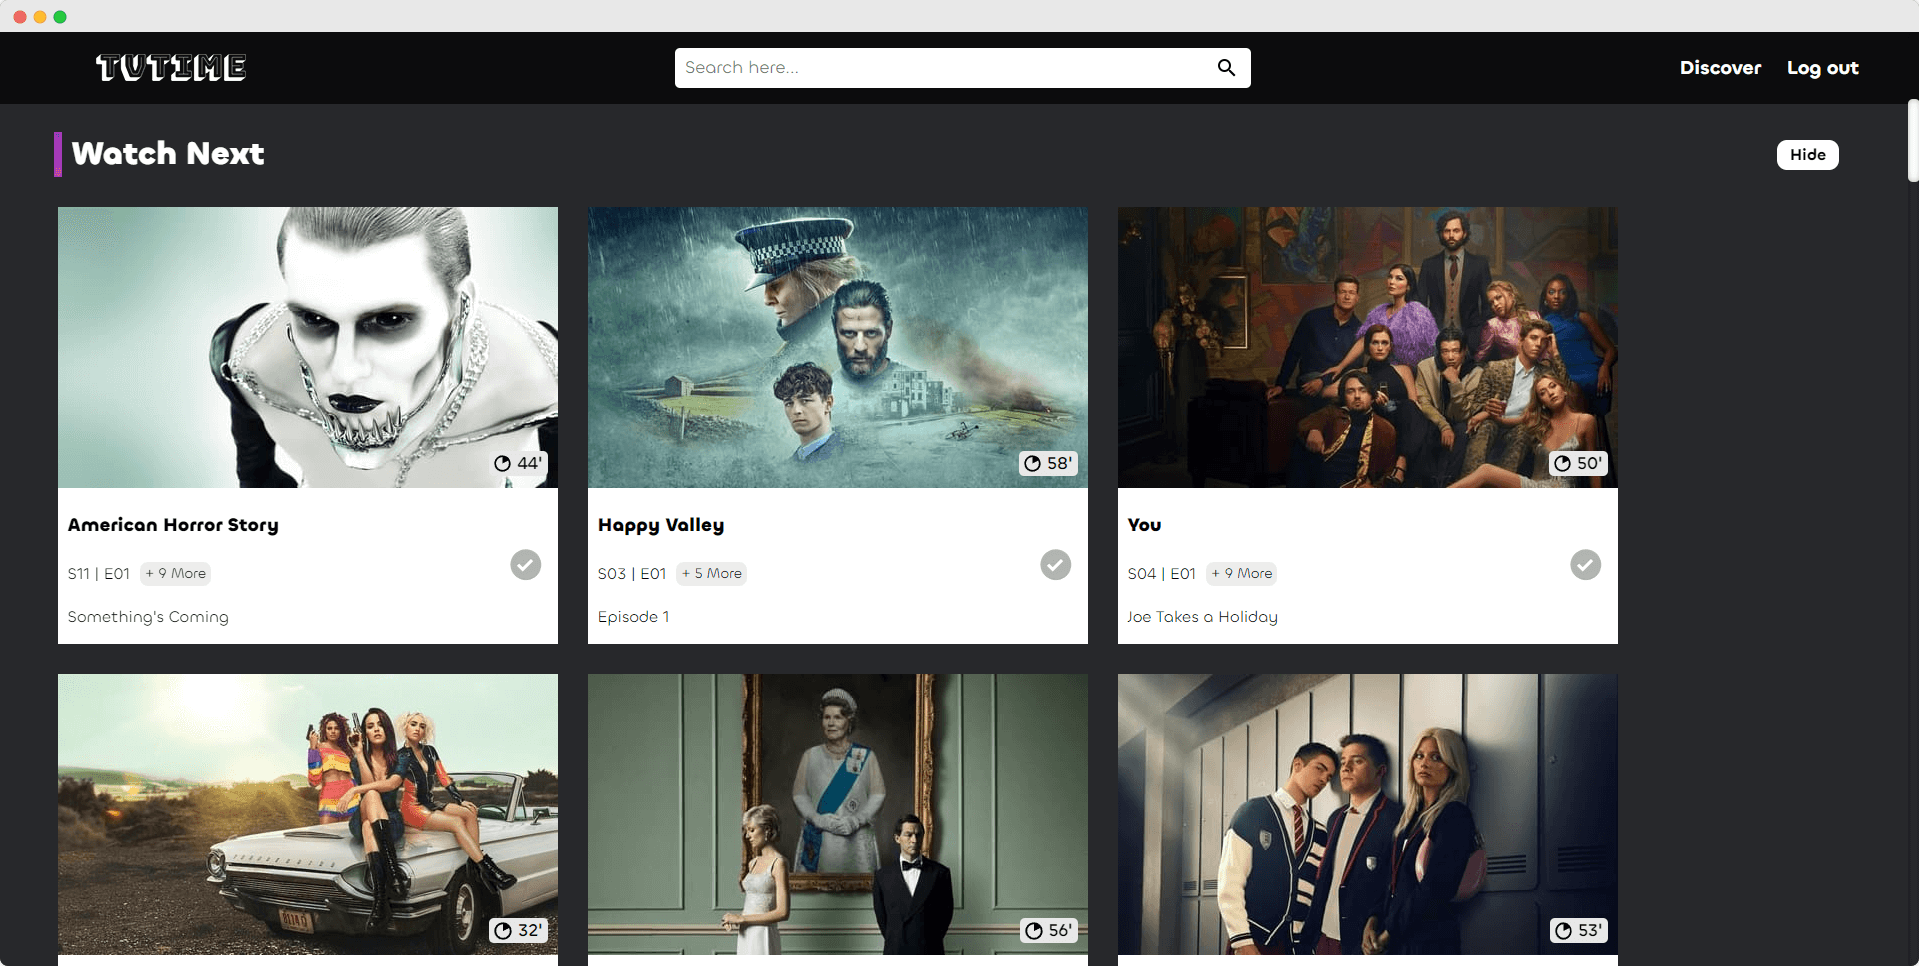 TVTIME
Search here...
Discover
Log out
Watch Next
Hide
44'
58'
50'
American Horror Story
S11 | E01 + 9 More
Something's Coming
Happy Valley
S03 | E01 + 5 More
Episode 1
You
S04 | E01 + 9 More
Joe Takes a Holiday
32'
56'
53'